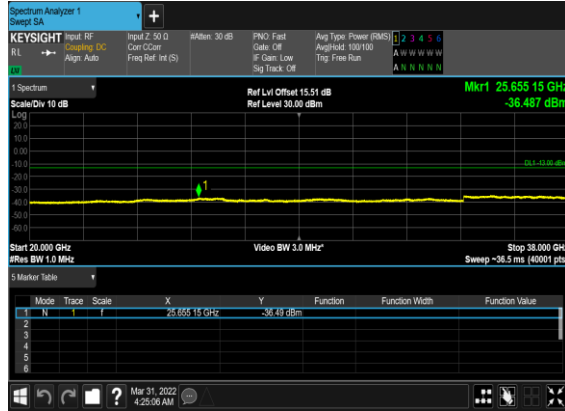 Spectrum Analyzer 1
Swept SA
+
KEYSIGHT Input: RF Input Z: 50 Ω #Atten: 30 dB PNO: Fast Avg Type: Power (RMS) 1 2 3 4 5 6
RL Coupling: DC Corr CCorr Gate: Off Avg|Hold: 100/100 A W W W W W
Align: Auto Freq Ref: Int (S) IF Gain: Low Trig: Free Run
Sig Track: Off A N N N N N
1 Spectrum Ref Lvl Offset 15.51 dB Mkr1 25.655 15 GHz
Scale/Div 10 dB Ref Level 30.00 dBm -36.487 dBm
Log
20.0
10.0
0.00
-10.0
DL1 -13.00 dBm
-20.0
1
-30.0
-40.0
-50.0
-60.0
Start 20.000 GHz Video BW 3.0 MHz* Stop 38.000 GHz
#Res BW 1.0 MHz Sweep ~36.5 ms (40001 pts)
5 Marker Table
Mode Trace Scale X Y Function Function Width Function Value
1 N 1 f 25.655 15 GHz -36.49 dBm
2
3
4
5
6
? Mar 31, 2022
4:25:06 AM